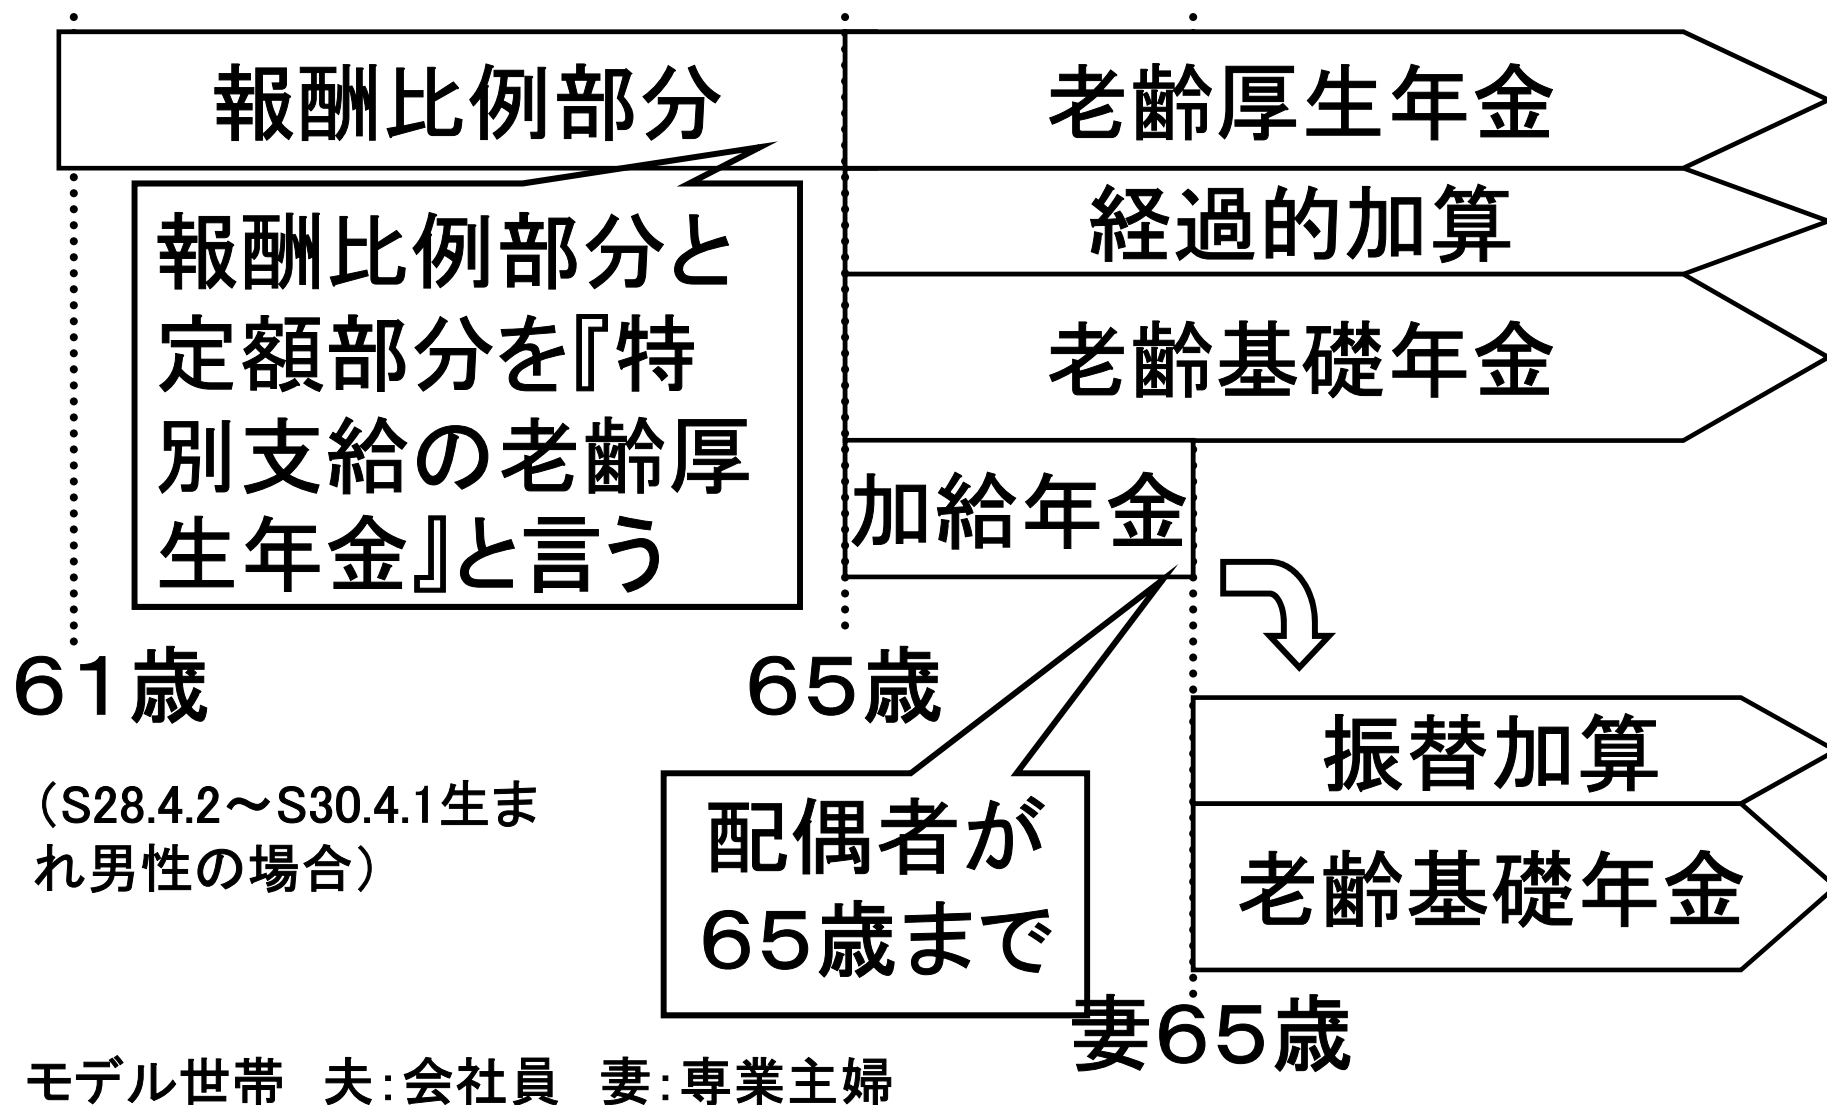 報酬比例部分
老齢厚生年金
経過的加算
老齢基礎年金
加給年金
報酬比例部分と
定額部分を『特
別支給の老齢厚
生年金』と言う
61歳
65歳
（S28.4.2～S30.4.1生ま
れ男性の場合）
配偶者が
65歳まで
振替加算
老齢基礎年金
妻65歳
モデル世帯　夫：会社員　妻：専業主婦